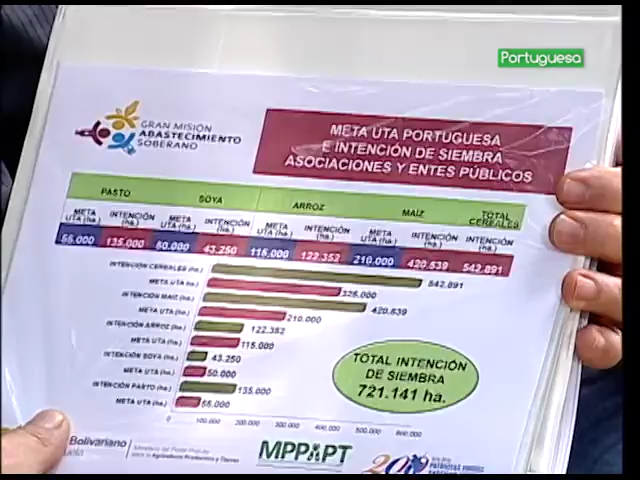 Portuguesa
GRAN MISIÓN
ABASTECIMIENTO
SOBERANO
META UTA PORTUGUESA
E INTENCIÓN DE SIEMBRA
ASOCIACIONES Y ENTES PÚBLICOS
PASTO SOYA ARROZ MAÍZ TOTAL CEREALES
META UTA (ha.) INTENCIÓN (ha.) META UTA (ha.) INTENCIÓN (ha.) META UTA (ha.) INTENCIÓN (ha.) META UTA (ha.) INTENCIÓN (ha.) INTENCIÓN (ha.)
55.000 135.000 50.000 43.250 115.000 122.352 210.000 420.539 542.891
INTENCIÓN CEREALES (ha.) 542.891
META UTA (ha.) 325.000
INTENCIÓN MAÍZ (ha.) 420.539
META UTA (ha.) 210.000
INTENCIÓN ARROZ (ha.) 122.352
META UTA (ha.) 115.000
INTENCIÓN SOYA (ha.) 43.250
META UTA (ha.) 50.000
INTENCIÓN PASTO (ha.) 135.000
META UTA (ha.) 55.000
0 100.000 200.000 300.000 400.000 500.000 600.000
TOTAL INTENCIÓN
DE SIEMBRA
721.141 ha.
Bolivariano
MPPAPT